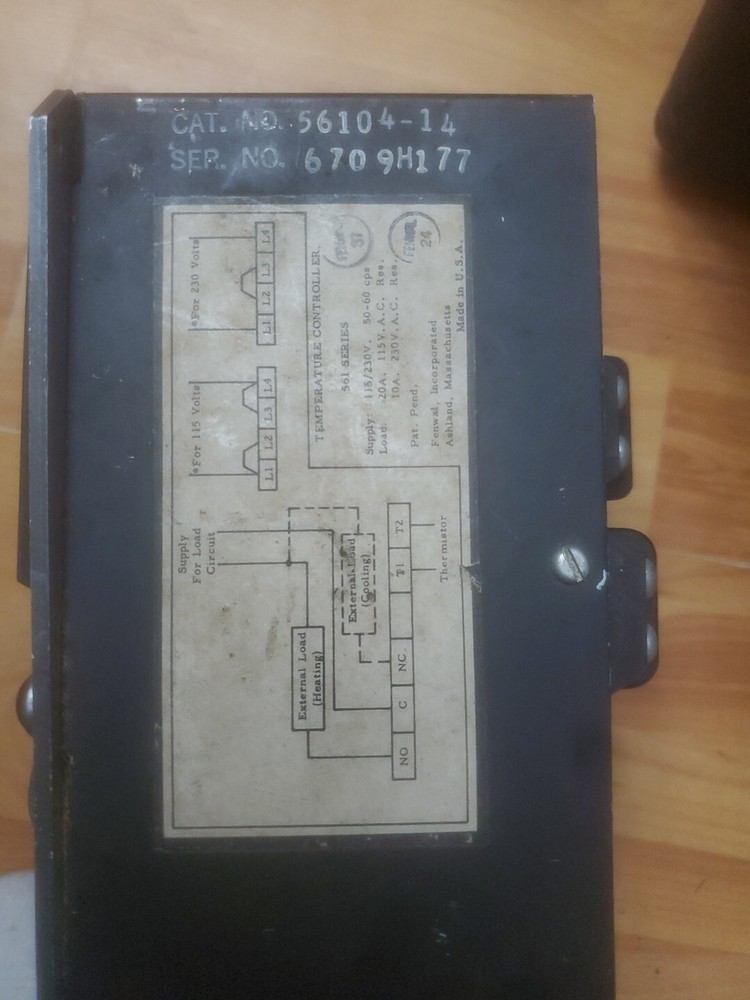 CAT. NO. 56104-14
SER. NO. 6709H177
*For 230 Volts
L1 L2 L3 L4
*For 115 Volts
L1 L2 L3 L4
TEMPERATURE CONTROLLER
561 SERIES
Supply: 115/230V. 50-60 cps
Load: 20A. 115V.A.C. Res.
10A. 230V.A.C. Res.
Pat. Pend.
Fenwal, Incorporated
Ashland, Massachusetts
Made in U.S.A.
37
FENWAL
24
Supply
For Load
Circuit
External Load
(Heating)
External Load
(Cooling)
NO C NC. T1 T2
Thermistor